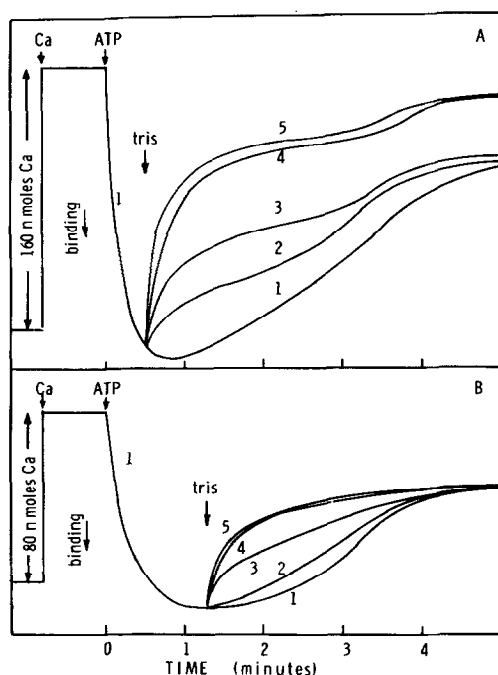 Ca ATP A
tris
160 n moles Ca
binding
1
5
4
3
2
1
Ca ATP B
tris
80 n moles Ca
binding
1
5
4
3
2
1
0 1 2 3 4
TIME (minutes)